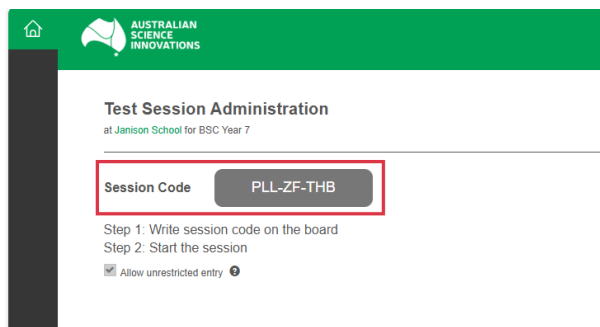 AUSTRALIAN
SCIENCE
INNOVATIONS
Test Session Administration
at Janison School for BSC Year 7
Session Code PLL-ZF-THB
Step 1: Write session code on the board
Step 2: Start the session
Allow unrestricted entry ?